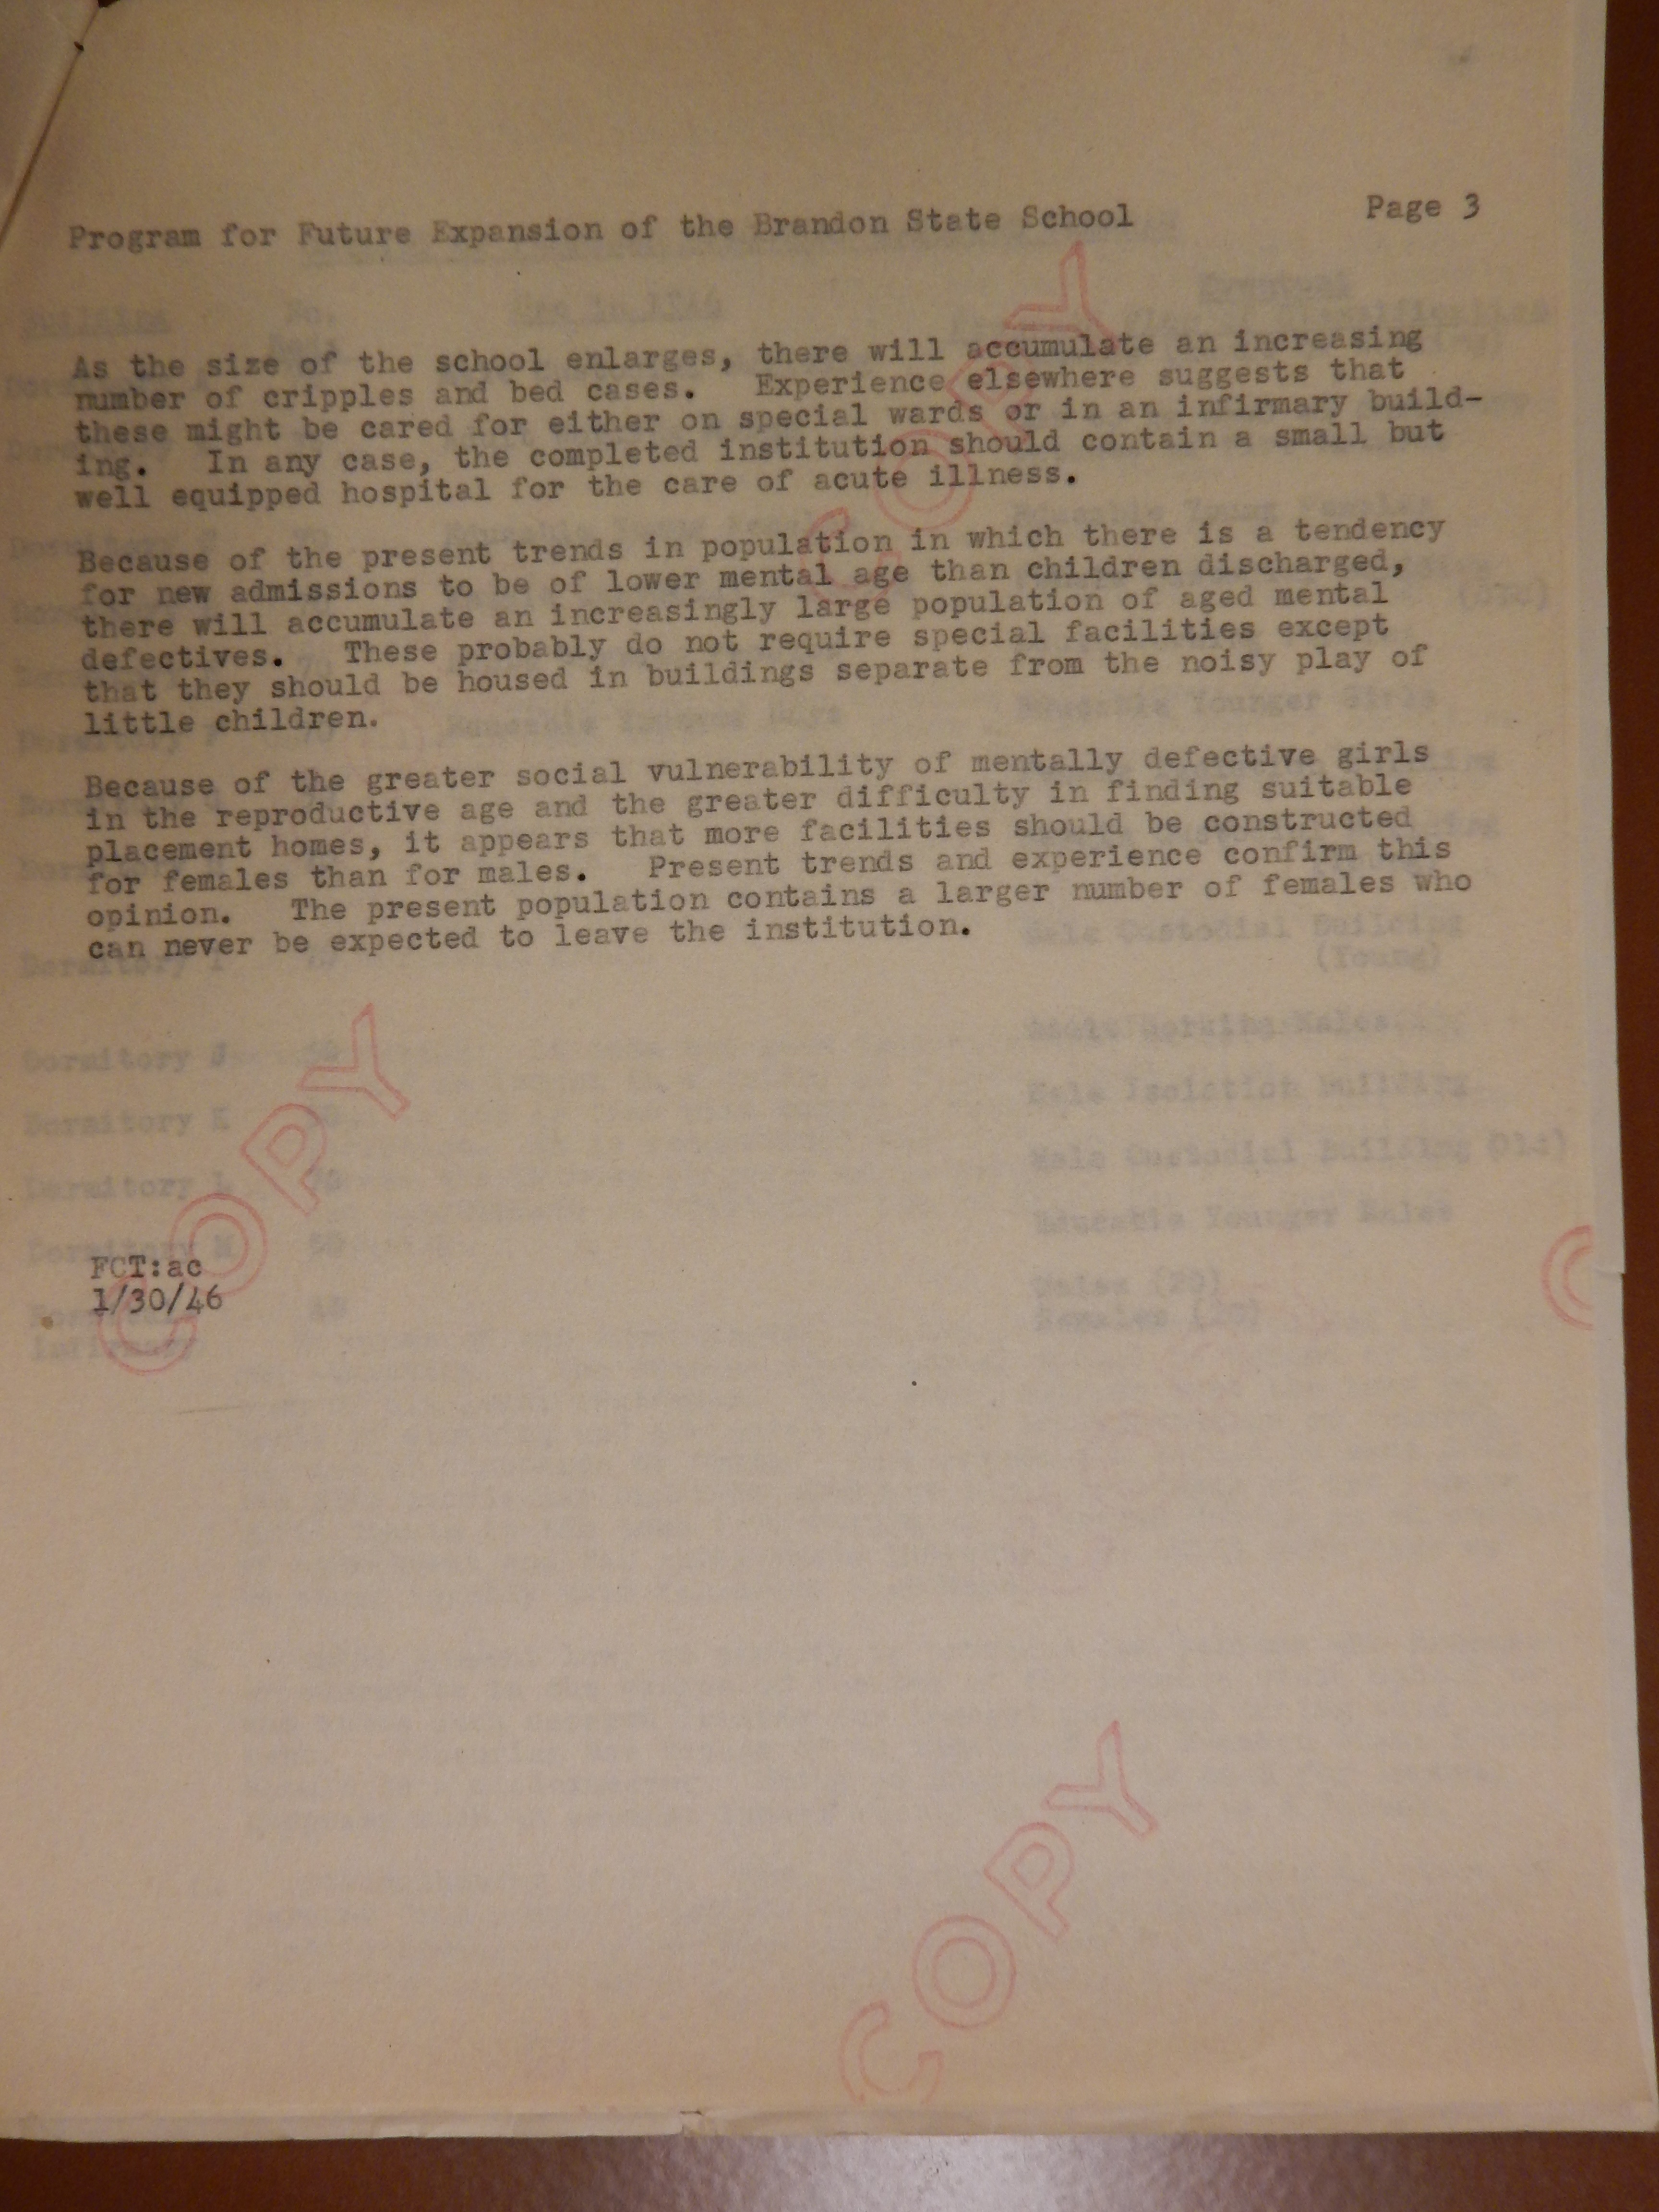 Program for Future Expansion of the Brandon State School Page 3
As the size of the school enlarges, there will accumulate an increasing
number of cripples and bed cases. Experience elsewhere suggests that
these might be cared for either on special wards or in an infirmary build-
ing. In any case, the completed institution should contain a small but
well equipped hospital for the care of acute illness.
Because of the present trends in population in which there is a tendency
for new admissions to be of lower mental age than children discharged,
there will accumulate an increasingly large population of aged mental
defectives. These probably do not require special facilities except
that they should be housed in buildings separate from the noisy play of
little children.
Because of the greater social vulnerability of mentally defective girls
in the reproductive age and the greater difficulty in finding suitable
placement homes, it appears that more facilities should be constructed
for females than for males. Present trends and experience confirm this
opinion. The present population contains a larger number of females who
can never be expected to leave the institution.
FCT:ac
1/30/46
COPY
COPY
COPY
Dormitory J
Male Isolation Building
Dormitory K
Dormitory L
Dormitory M